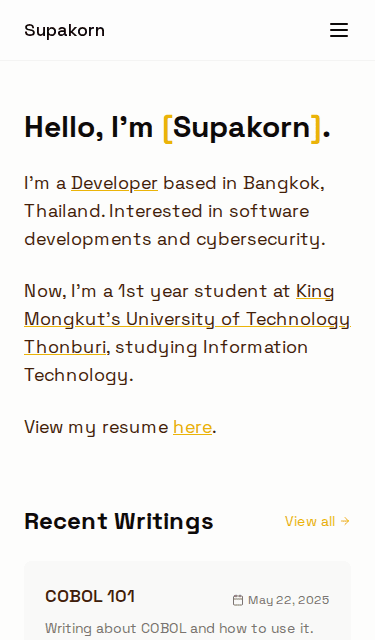 Supakorn
Hello, I'm [Supakorn].
I'm a Developer based in Bangkok,
Thailand. Interested in software
developments and cybersecurity.
Now, I'm a 1st year student at King
Mongkut's University of Technology
Thonburi, studying Information
Technology.
View my resume here.
Recent Writings
View all →
COBOL 101
May 22, 2025
Writing about COBOL and how to use it.